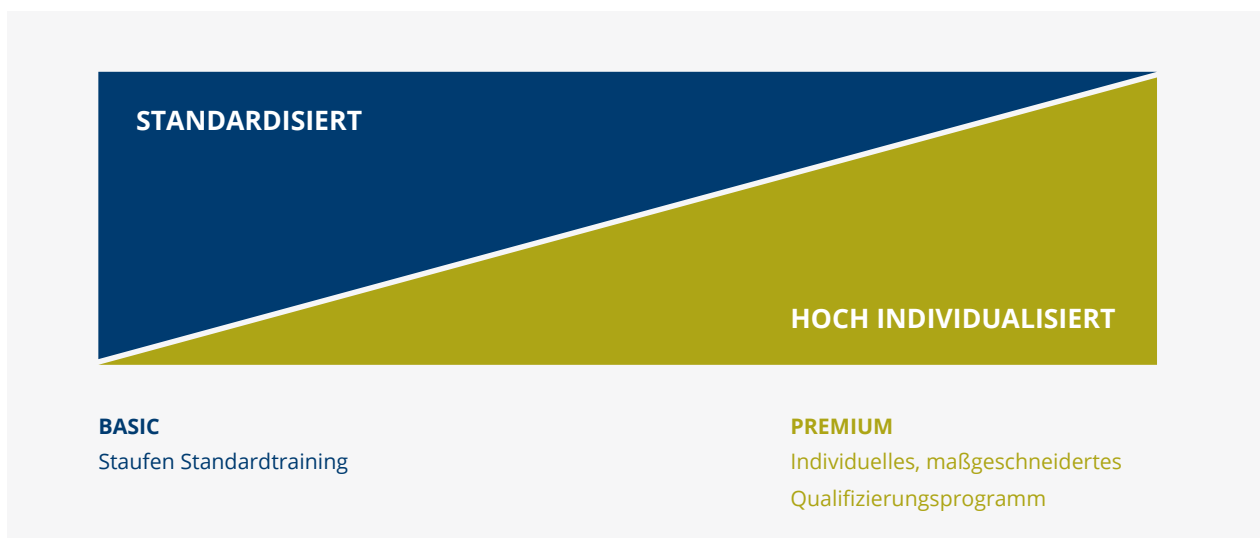 STANDARDISIERT
HOCH INDIVIDUALISIERT
BASIC
Staufen Standardtraining
PREMIUM
Individuelles, maßgeschneidertes
Qualifizierungsprogramm